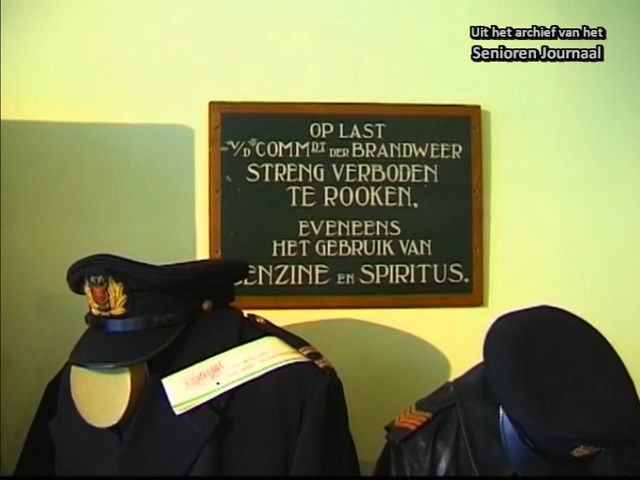 Uit het archief van het
Senioren Journaal
OP LAST
V/D COMMDT DER BRANDWEER
STRENG VERBODEN
TE ROOKEN,
EVENEENS
HET GEBRUIK VAN
ENZINE EN SPIRITUS.